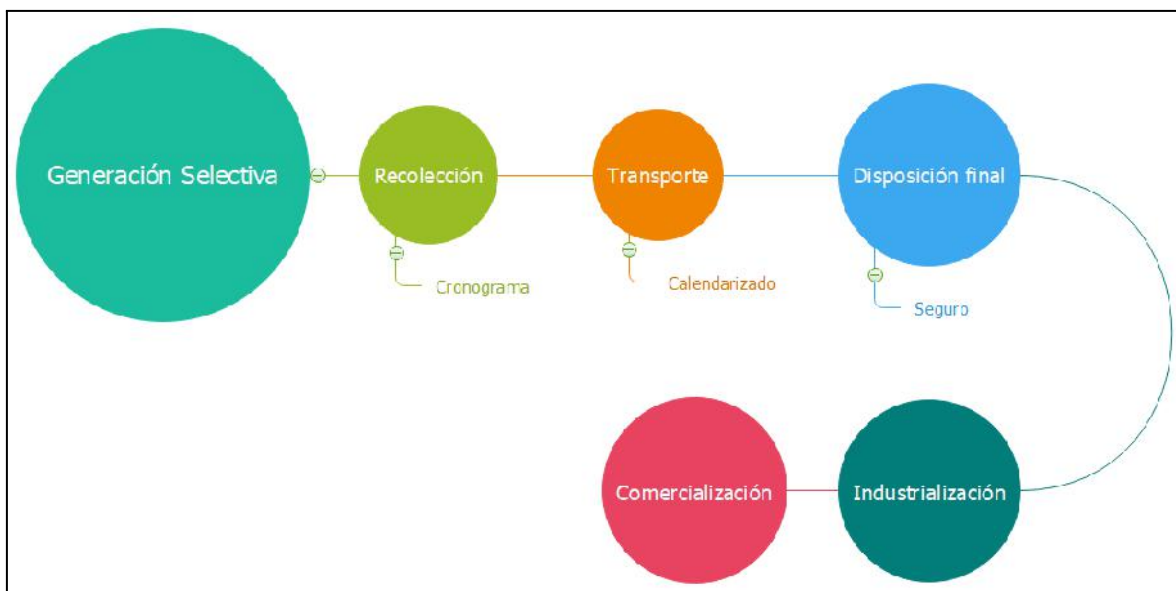 Generación Selectiva
Recolección
Transporte
Disposición final
Cronograma
Calendarizado
Seguro
Comercialización
Industrialización